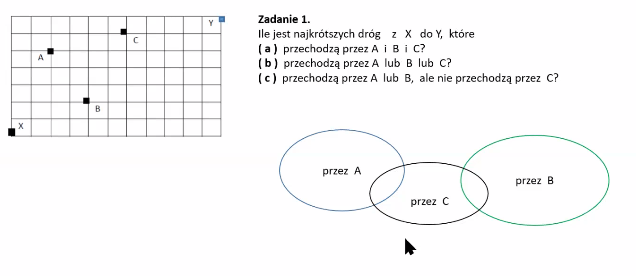 Y
C
A
B
X
Zadanie 1.
Ile jest najkrótszych dróg z X do Y, które
( a ) przechodzą przez A i B i C?
( b ) przechodzą przez A lub B lub C?
( c ) przechodzą przez A lub B, ale nie przechodzą przez C?
przez A
przez C
przez B